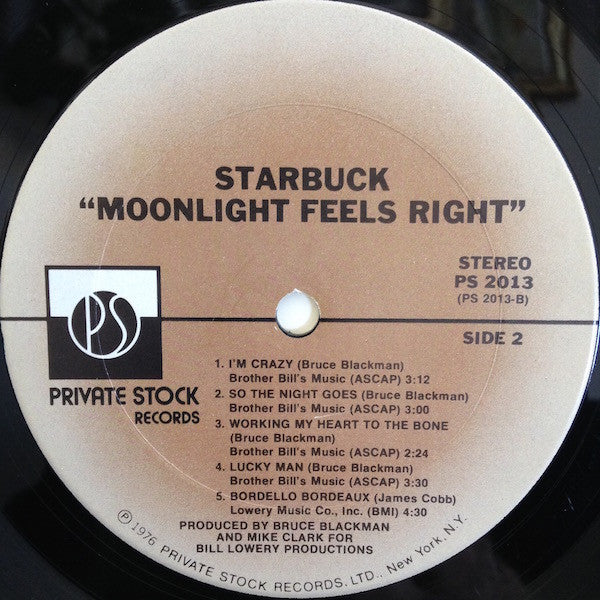 STARBUCK
“MOONLIGHT FEELS RIGHT”
STEREO
PS 2013
(PS 2013-B)
PS
SIDE 2
PRIVATE STOCK
RECORDS
1. I'M CRAZY (Bruce Blackman)
Brother Bill's Music (ASCAP) 3:12
2. SO THE NIGHT GOES (Bruce Blackman)
Brother Bill's Music (ASCAP) 3:00
3. WORKING MY HEART TO THE BONE
(Bruce Blackman)
Brother Bill's Music (ASCAP) 2:24
4. LUCKY MAN (Bruce Blackman)
Brother Bill's Music (ASCAP) 3:30
5. BORDELLO BORDEAUX (James Cobb)
Lowery Music Co., Inc. (BMI) 4:30
PRODUCED BY BRUCE BLACKMAN
AND MIKE CLARK FOR
BILL LOWERY PRODUCTIONS
Ⓟ 1976 PRIVATE STOCK RECORDS, LTD., New York, N.Y.